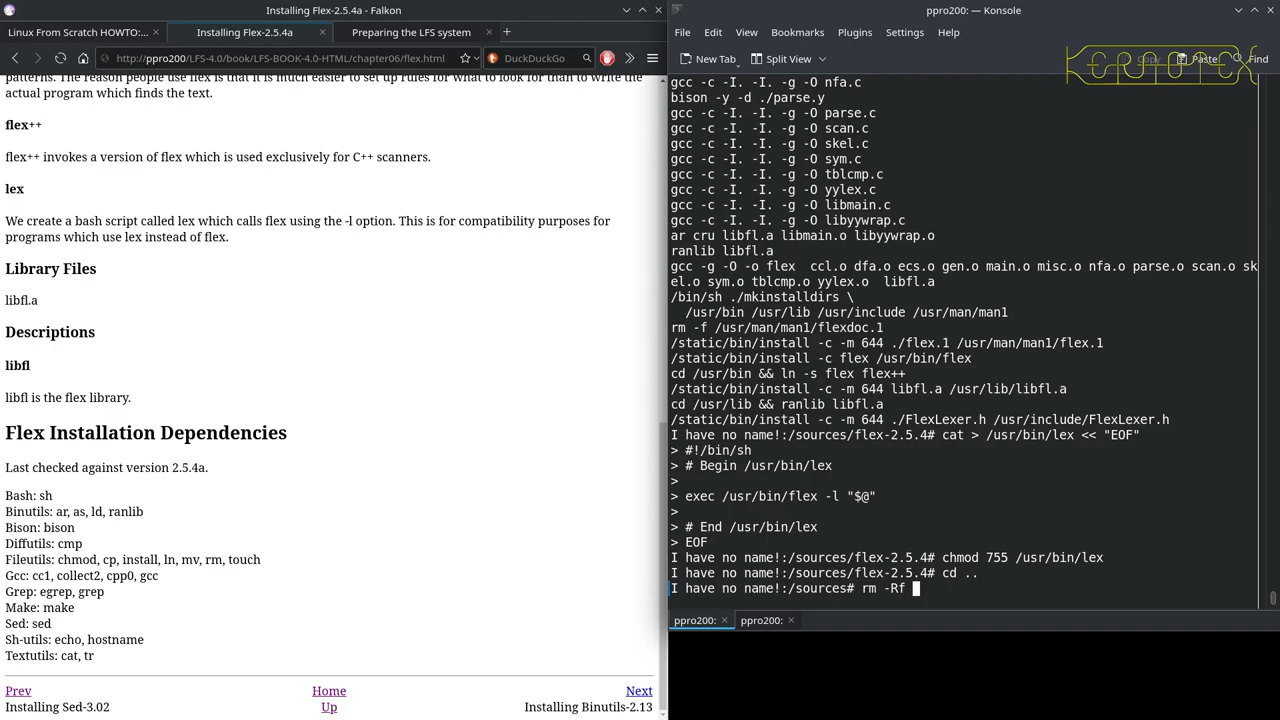 Installing Flex-2.5.4a - Falkon
Linux From Scratch HOWTO:...
Installing Flex-2.5.4a
Preparing the LFS system
http://ppro200/LFS-4.0/book/LFS-BOOK-4.0-HTML/chapter06/flex.html
DuckDuckGo
patterns. The reason people use flex is that it is much easier to set up rules for what to look for than to write the
actual program which finds the text.
flex++
flex++ invokes a version of flex which is used exclusively for C++ scanners.
lex
We create a bash script called lex which calls flex using the -l option. This is for compatibility purposes for
programs which use lex instead of flex.
Library Files
libfl.a
Descriptions
libfl
libfl is the flex library.
Flex Installation Dependencies
Last checked against version 2.5.4a.
Bash: sh
Binutils: ar, as, ld, ranlib
Bison: bison
Diffutils: cmp
Fileutils: chmod, cp, install, ln, mv, rm, touch
Gcc: cc1, collect2, cpp0, gcc
Grep: egrep, grep
Make: make
Sed: sed
Sh-utils: echo, hostname
Textutils: cat, tr
Prev Home Next
Installing Sed-3.02 Up Installing Binutils-2.13
ppro200: — Konsole
File Edit View Bookmarks Plugins Settings Help
New Tab Split View Copy Paste Find
gcc -c -I. -I. -g -O nfa.c
bison -y -d ./parse.y
gcc -c -I. -I. -g -O parse.c
gcc -c -I. -I. -g -O scan.c
gcc -c -I. -I. -g -O skel.c
gcc -c -I. -I. -g -O sym.c
gcc -c -I. -I. -g -O tblcmp.c
gcc -c -I. -I. -g -O yylex.c
gcc -c -I. -I. -g -O libmain.c
gcc -c -I. -I. -g -O libyywrap.c
ar cru libfl.a libmain.o libyywrap.o
ranlib libfl.a
gcc -g -O -o flex  ccl.o dfa.o ecs.o gen.o main.o misc.o nfa.o parse.o scan.o sk
el.o sym.o tblcmp.o yylex.o  libfl.a
/bin/sh ./mkinstalldirs \
  /usr/bin /usr/lib /usr/include /usr/man/man1
rm -f /usr/man/man1/flexdoc.1
/static/bin/install -c -m 644 ./flex.1 /usr/man/man1/flex.1
/static/bin/install -c flex /usr/bin/flex
cd /usr/bin && ln -s flex flex++
/static/bin/install -c -m 644 libfl.a /usr/lib/libfl.a
cd /usr/lib && ranlib libfl.a
/static/bin/install -c -m 644 ./FlexLexer.h /usr/include/FlexLexer.h
I have no name!:/sources/flex-2.5.4# cat > /usr/bin/lex << "EOF"
> #!/bin/sh
> # Begin /usr/bin/lex
>
> exec /usr/bin/flex -l "$@"
>
> # End /usr/bin/lex
> EOF
I have no name!:/sources/flex-2.5.4# chmod 755 /usr/bin/lex
I have no name!:/sources/flex-2.5.4# cd ..
I have no name!:/sources# rm -Rf
ppro200: ppro200: